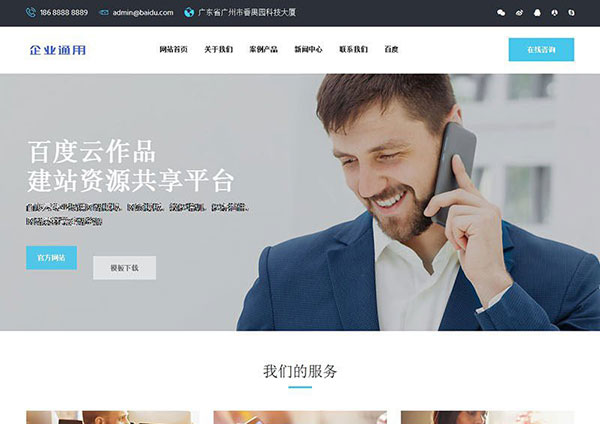 186 8888 8889 admin@baidu.com 广东省广州市番禺园科技大厦
企业通用 网站首页 关于我们 案例产品 新闻中心 联系我们 百度 在线咨询
百度云作品
建站资源共享平台
官方网站 模板下载
我们的服务